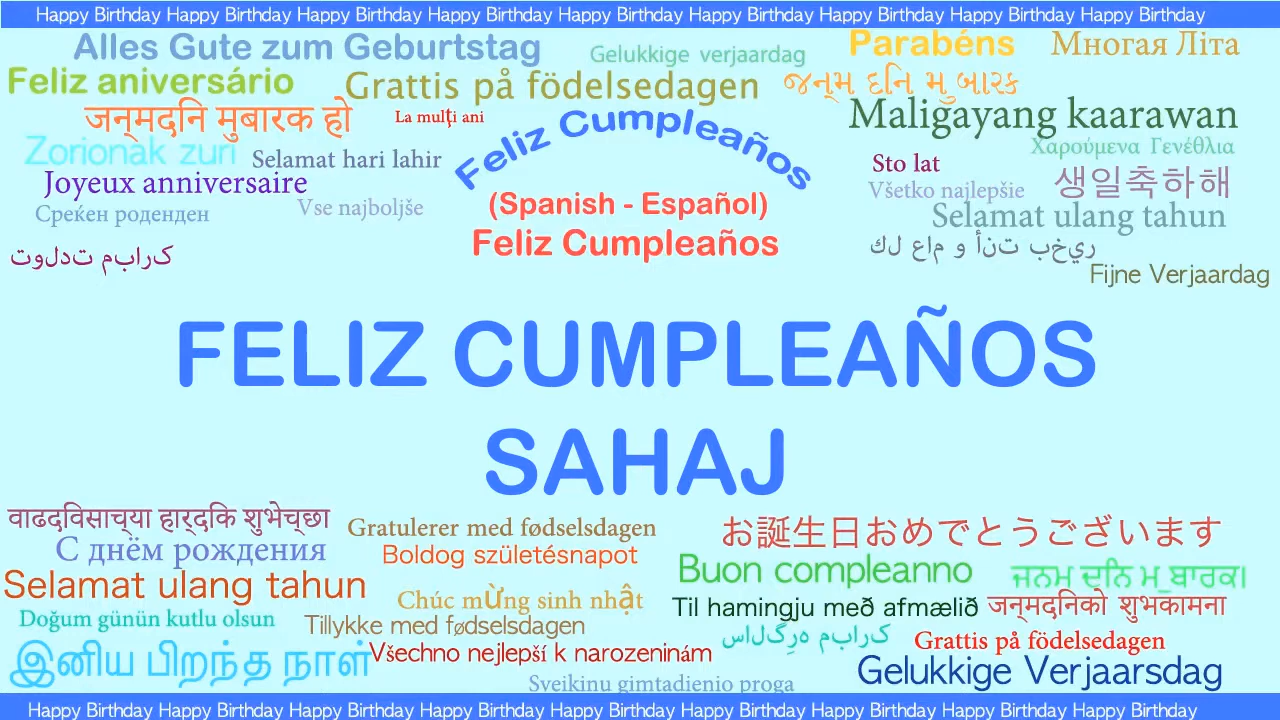 Happy Birthday Happy Birthday Happy Birthday Happy Birthday Happy Birthday Happy Birthday Happy Birthday Happy Birthday Happy Birthday
Alles Gute zum Geburtstag
Gelukkige verjaardag
Parabéns
Многая Літа
Feliz aniversário
Grattis på födelsedagen
જન્મ દિન મુબારક
जन्मदिन मुबारक हो
La mulţi ani
Feliz Cumpleaños
Maligayang kaarawan
Zorionak zuri
Selamat hari lahir
Sto lat
Χαρούμενα Γενέθλια
Joyeux anniversaire
(Spanish - Español)
Všetko najlepšie
생일축하해
Среќен роденден
Vse najboljše
Feliz Cumpleaños
Selamat ulang tahun
تولدت مبارک
كل عام و أنت بخير
Fijne Verjaardag
FELIZ CUMPLEAÑOS
SAHAJ
वाढदिवसाच्या हार्दिक शुभेच्छा
Gratulerer med fødselsdagen
お誕生日おめでとうございます
С днём рождения
Boldog születésnapot
Buon compleanno
ਜਨਮ ਦਿਨ ਮੁਬਾਰਕ।
Selamat ulang tahun
Chúc mừng sinh nhật
Til hamingju með afmælið
जन्मदिनको शुभकामना
Doğum günün kutlu olsun
Tillykke med fødselsdagen
سالگرہ مبارک
Grattis på födelsedagen
இனிய பிறந்த நாள்
Všechno nejlepší k narozeninám
Gelukkige Verjaarsdag
Sveikinu gimtadienio proga
Happy Birthday Happy Birthday Happy Birthday Happy Birthday Happy Birthday Happy Birthday Happy Birthday Happy Birthday Happy Birthday